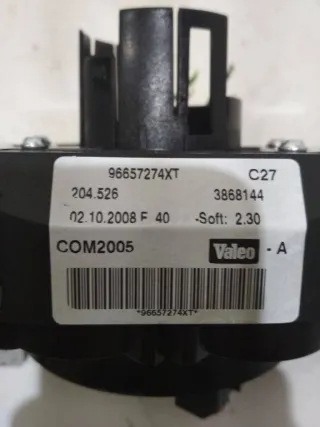 96657274XT C27
204.526 3868144
02.10.2008 E 40 -Soft: 2.30
COM2005 Valeo - A
*96657274XT*